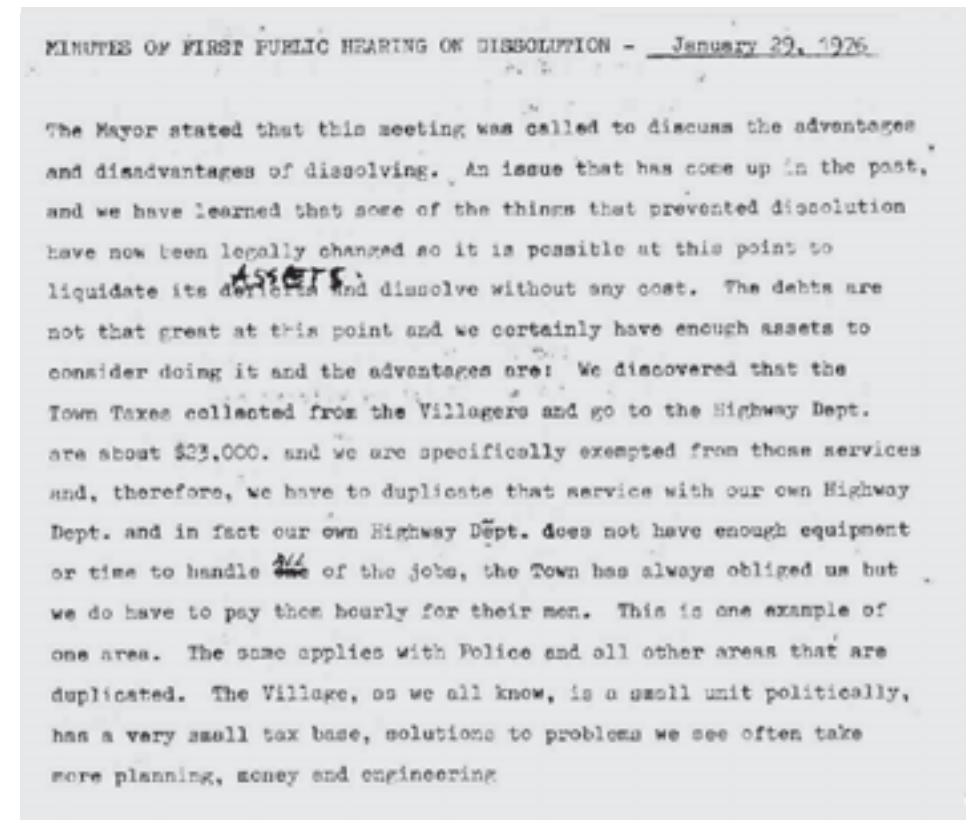 MINUTES OF FIRST PUBLIC HEARING ON DISSOLUTION - January 29, 1976
The Mayor stated that this meeting was called to discuss the advantages
and disadvantages of dissolving. An issue that has come up in the past,
and we have learned that some of the things that prevented dissolution
have now been legally changed so it is possible at this point to
ASSETS
liquidate its and dissolve without any cost. The debts are
not that great at this point and we certainly have enough assets to
consider doing it and the advantages are: We discovered that the
Town Taxes collected from the Villagers and go to the Highway Dept.
are about $23,000. and we are specifically exempted from those services
and, therefore, we have to duplicate that service with our own Highway
Dept. and in fact our own Highway Dept. does not have enough equipment
or time to handle all of the jobs, the Town has always obliged us but
we do have to pay them hourly for their men. This is one example of
one area. The same applies with Police and all other areas that are
duplicated. The Village, as we all know, is a small unit politically,
has a very small tax base, solutions to problems we see often take
more planning, money and engineering